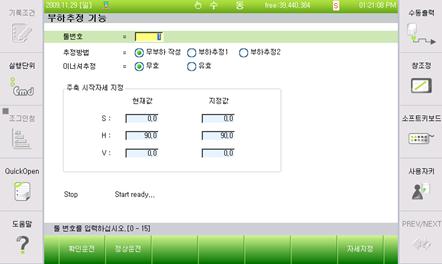 2009.11.29 [일] 수 동 free:39,440,384 S 01:21:08 PM
기록조건
수동출력
부하추정 기능
툴번호 = 1
추정방법 = 무부하 작성 부하추정1 부하추정2
이너셔추정 = 무효 유효
실행단위
Cmd
창조정
주축 시작자세 지정
현재값 지정값
S : 0,0 0,0
H : 90,0 90,0
V : 0,0 0,0
조그인칭
소프트키보드
QuickOpen
사용자키
Stop Start ready...
도움말
PREV/NEXT
툴 번호를 입력하십시오. [0 - 15]
확인운전 정상운전 자세지정